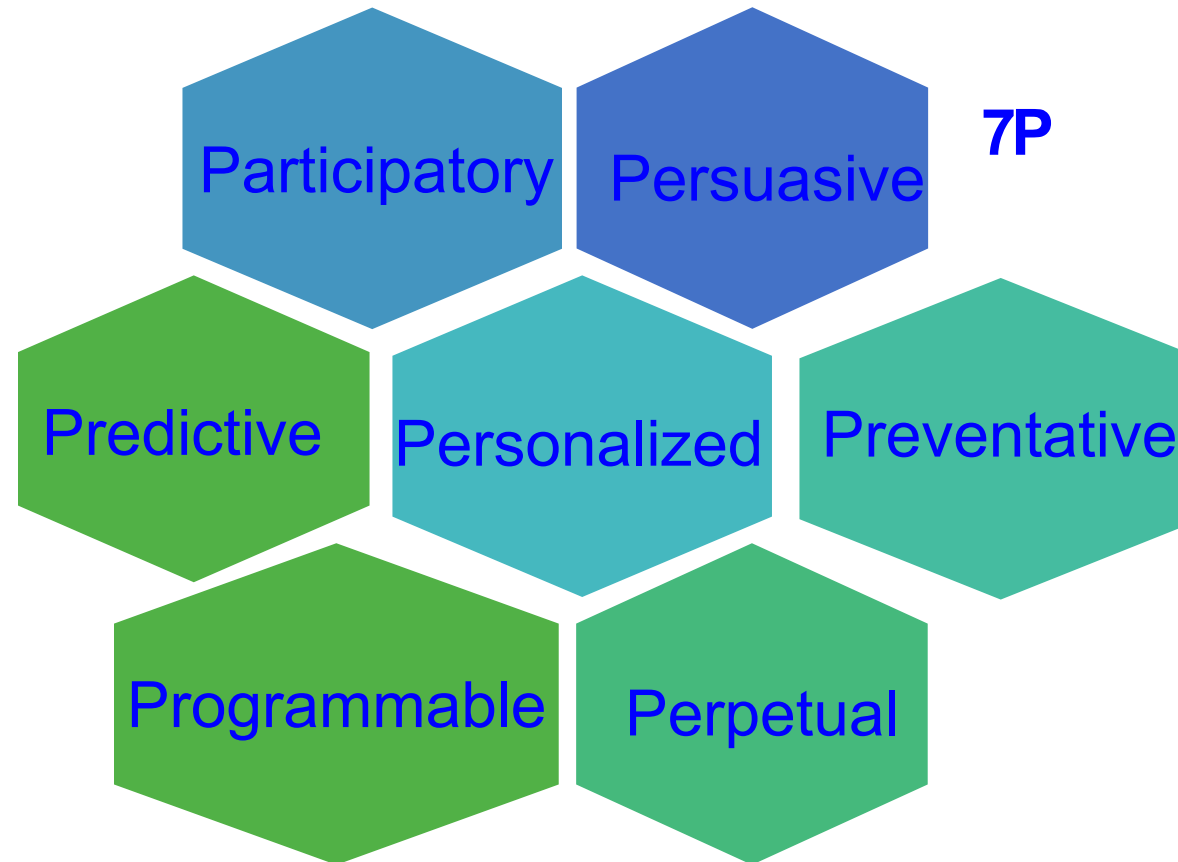 7P
Participatory
Persuasive
Predictive
Personalized
Preventative
Programmable
Perpetual